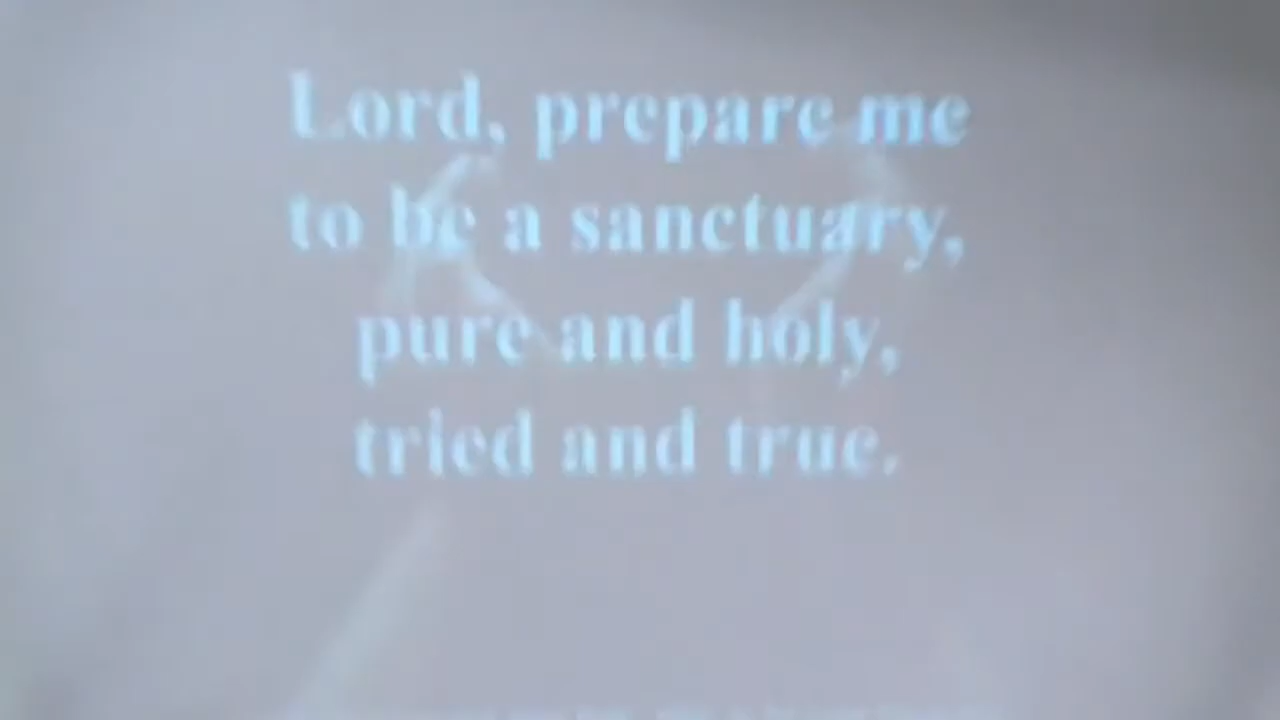 Lord, prepare me
to be a sanctuary,
pure and holy,
tried and true.